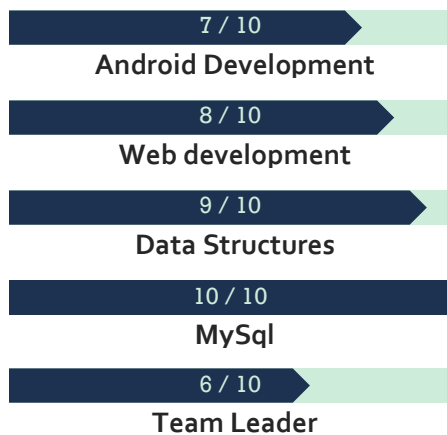 7 / 10
Android Development
8 / 10
Web development
9 / 10
Data Structures
10 / 10
MySql
6 / 10
Team Leader